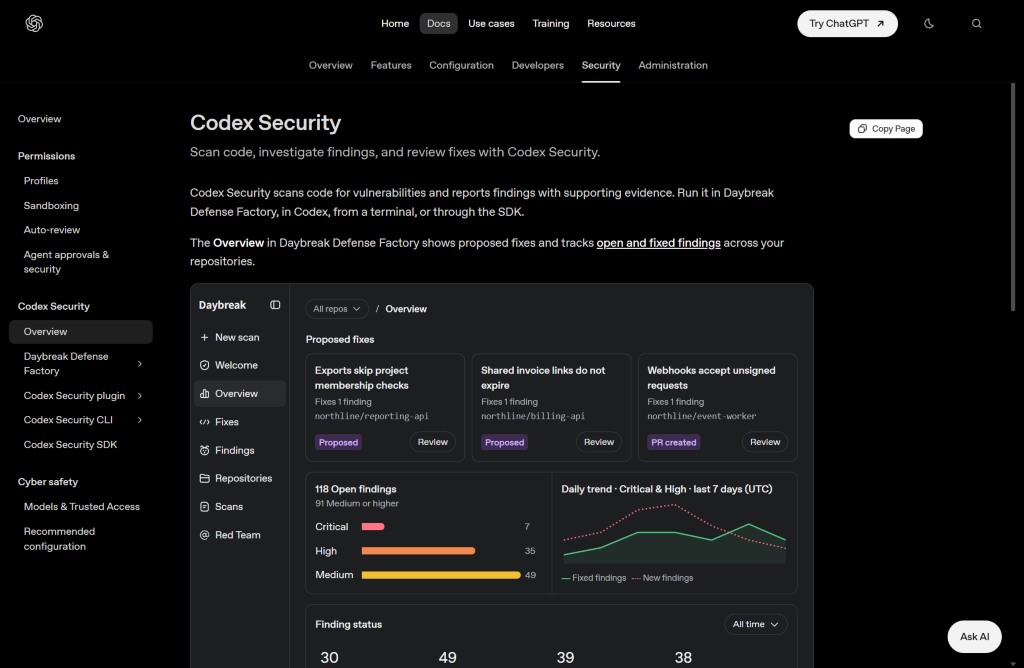 Home Docs Use cases Training Resources
Try ChatGPT
Overview Features Configuration Developers Security Administration
Overview
Permissions
Profiles
Sandboxing
Auto-review
Agent approvals &
security
Codex Security
Overview
Daybreak Defense
Factory
Codex Security plugin
Codex Security CLI
Codex Security SDK
Cyber safety
Models & Trusted Access
Recommended
configuration
Codex Security
Copy Page
Scan code, investigate findings, and review fixes with Codex Security.
Codex Security scans code for vulnerabilities and reports findings with supporting evidence. Run it in Daybreak
Defense Factory, in Codex, from a terminal, or through the SDK.
The Overview in Daybreak Defense Factory shows proposed fixes and tracks open and fixed findings across your
repositories.
Daybreak
New scan
Welcome
Overview
Fixes
Findings
Repositories
Scans
Red Team
All repos / Overview
Proposed fixes
Exports skip project
membership checks
Fixes 1 finding
northline/reporting-api
Proposed Review
Shared invoice links do not
expire
Fixes 1 finding
northline/billing-api
Proposed Review
Webhooks accept unsigned
requests
Fixes 1 finding
northline/event-worker
PR created Review
118 Open findings
91 Medium or higher
Critical 7
High 35
Medium 49
Daily trend · Critical & High · last 7 days (UTC)
Fixed findings New findings
Finding status
All time
30 49 39 38
Ask AI